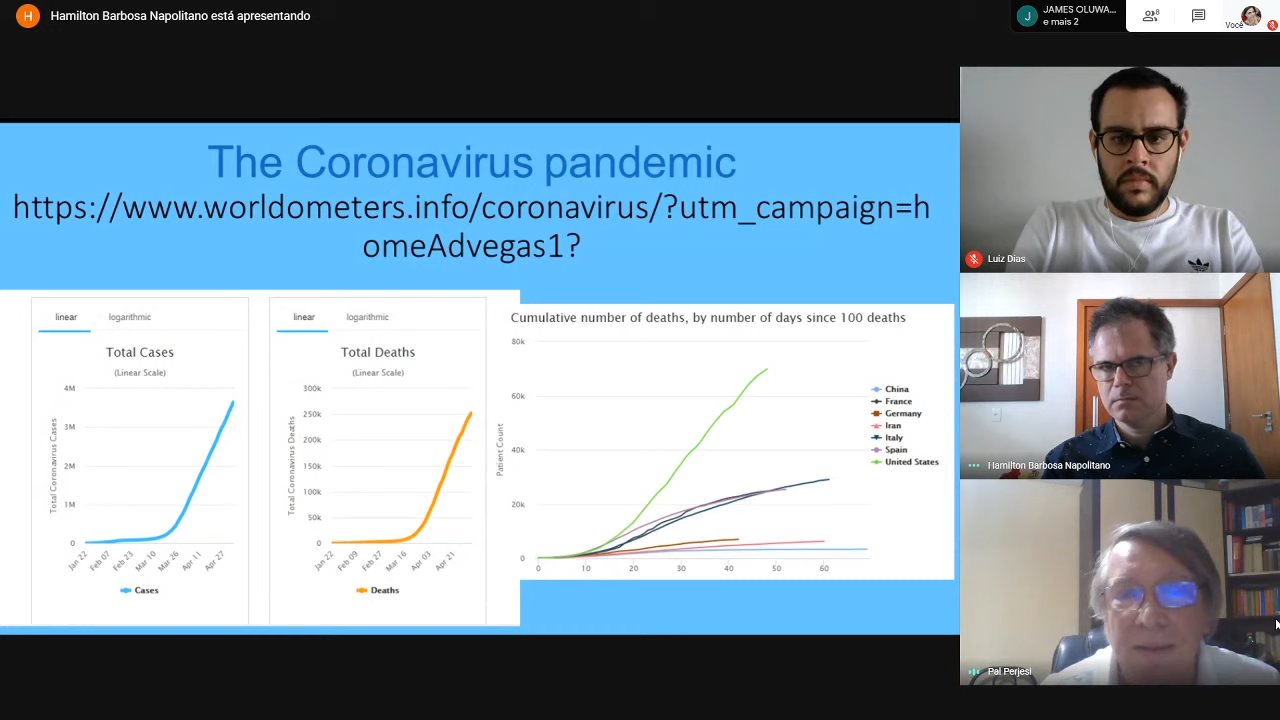 H
Hamilton Barbosa Napolitano está apresentando
J
JAMES OLUWA...
e mais 2
8
Você
The Coronavirus pandemic
https://www.worldometers.info/coronavirus/?utm_campaign=h
omeAdvegas1?
linear logarithmic
Total Cases
(Linear Scale)
Total Coronavirus Cases
4M
3M
2M
1M
0
Jan 22 Feb 07 Feb 23 Mar 10 Mar 26 Apr 11 Apr 27
Cases
linear logarithmic
Total Deaths
(Linear Scale)
Total Coronavirus Deaths
300k
250k
200k
150k
100k
50k
0
Jan 22 Feb 09 Feb 27 Mar 16 Apr 03 Apr 21
Deaths
Cumulative number of deaths, by number of days since 100 deaths
Patient Count
80k
60k
40k
20k
0
0 10 20 30 40 50 60
China
France
Germany
Iran
Italy
Spain
United States
Luiz Dias
Hamilton Barbosa Napolitano
Pal Perjesi